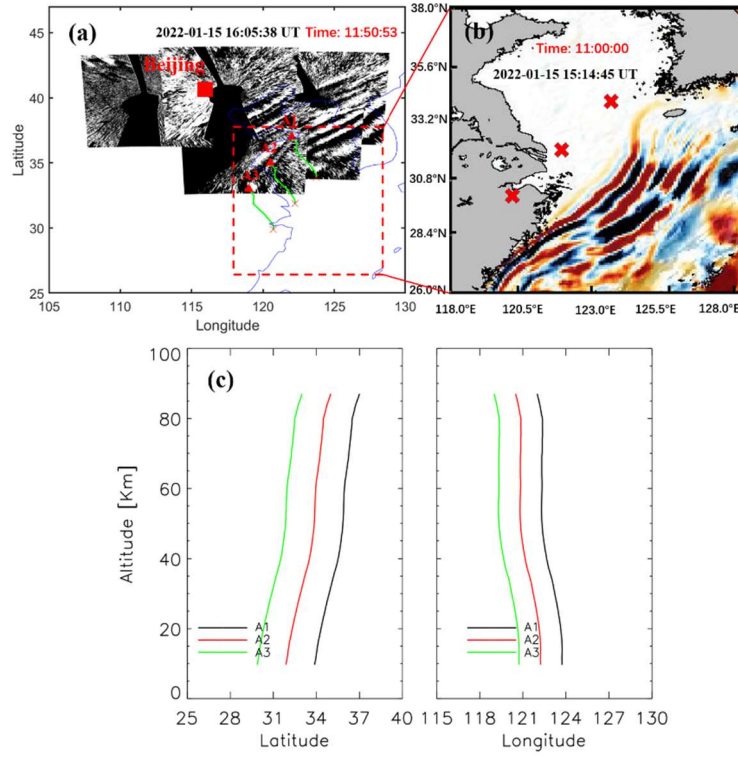 (a) 2022-01-15 16:05:38 UT Time: 11:50:53
Beijing
A1
A2
A3
45
40
35
30
25
Latitude
105 110 115 120 125 130
Longitude
(b)
Time: 11:00:00
2022-01-15 15:14:45 UT
38.0°N
35.6°N
33.2°N
30.8°N
28.4°N
26.0°N
118.0°E 120.5°E 123.0°E 125.5°E 128.0°E
(c)
100
80
60
40
20
0
Altitude [Km]
A1
A2
A3
25 28 31 34 37 40
Latitude
A1
A2
A3
115 118 121 124 127 130
Longitude